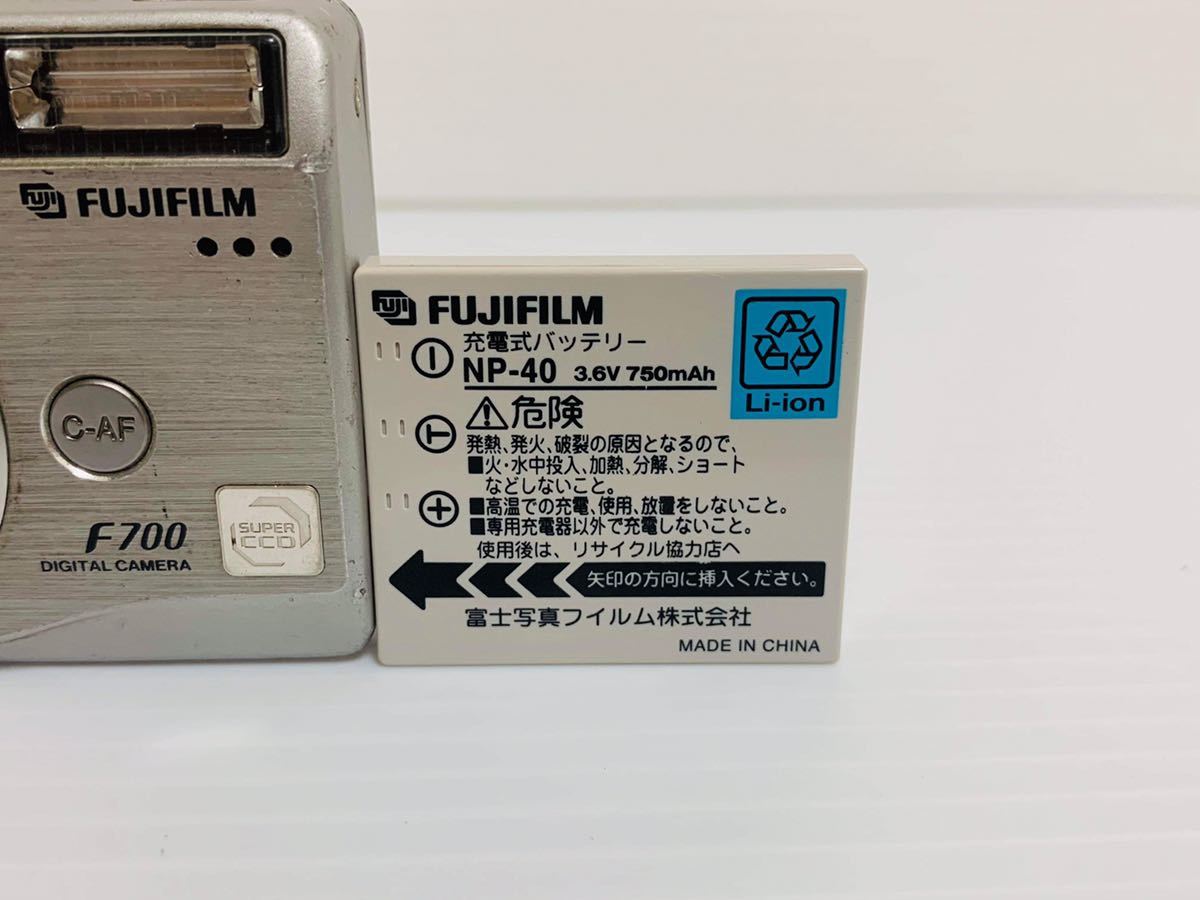 FUJI FUJIFILM
C-AF
F700
DIGITAL CAMERA
SUPER
CCD
FUJI FUJIFILM
充電式バッテリー
NP-40 3.6V 750mAh
Li-ion
危険
発熱、発火、破裂の原因となるので、
■火・水中投入、加熱、分解、ショート
などしないこと。
■高温での充電、使用、放置をしないこと。
■専用充電器以外で充電しないこと。
使用後は、リサイクル協力店へ
矢印の方向に挿入ください。
富士写真フイルム株式会社
MADE IN CHINA